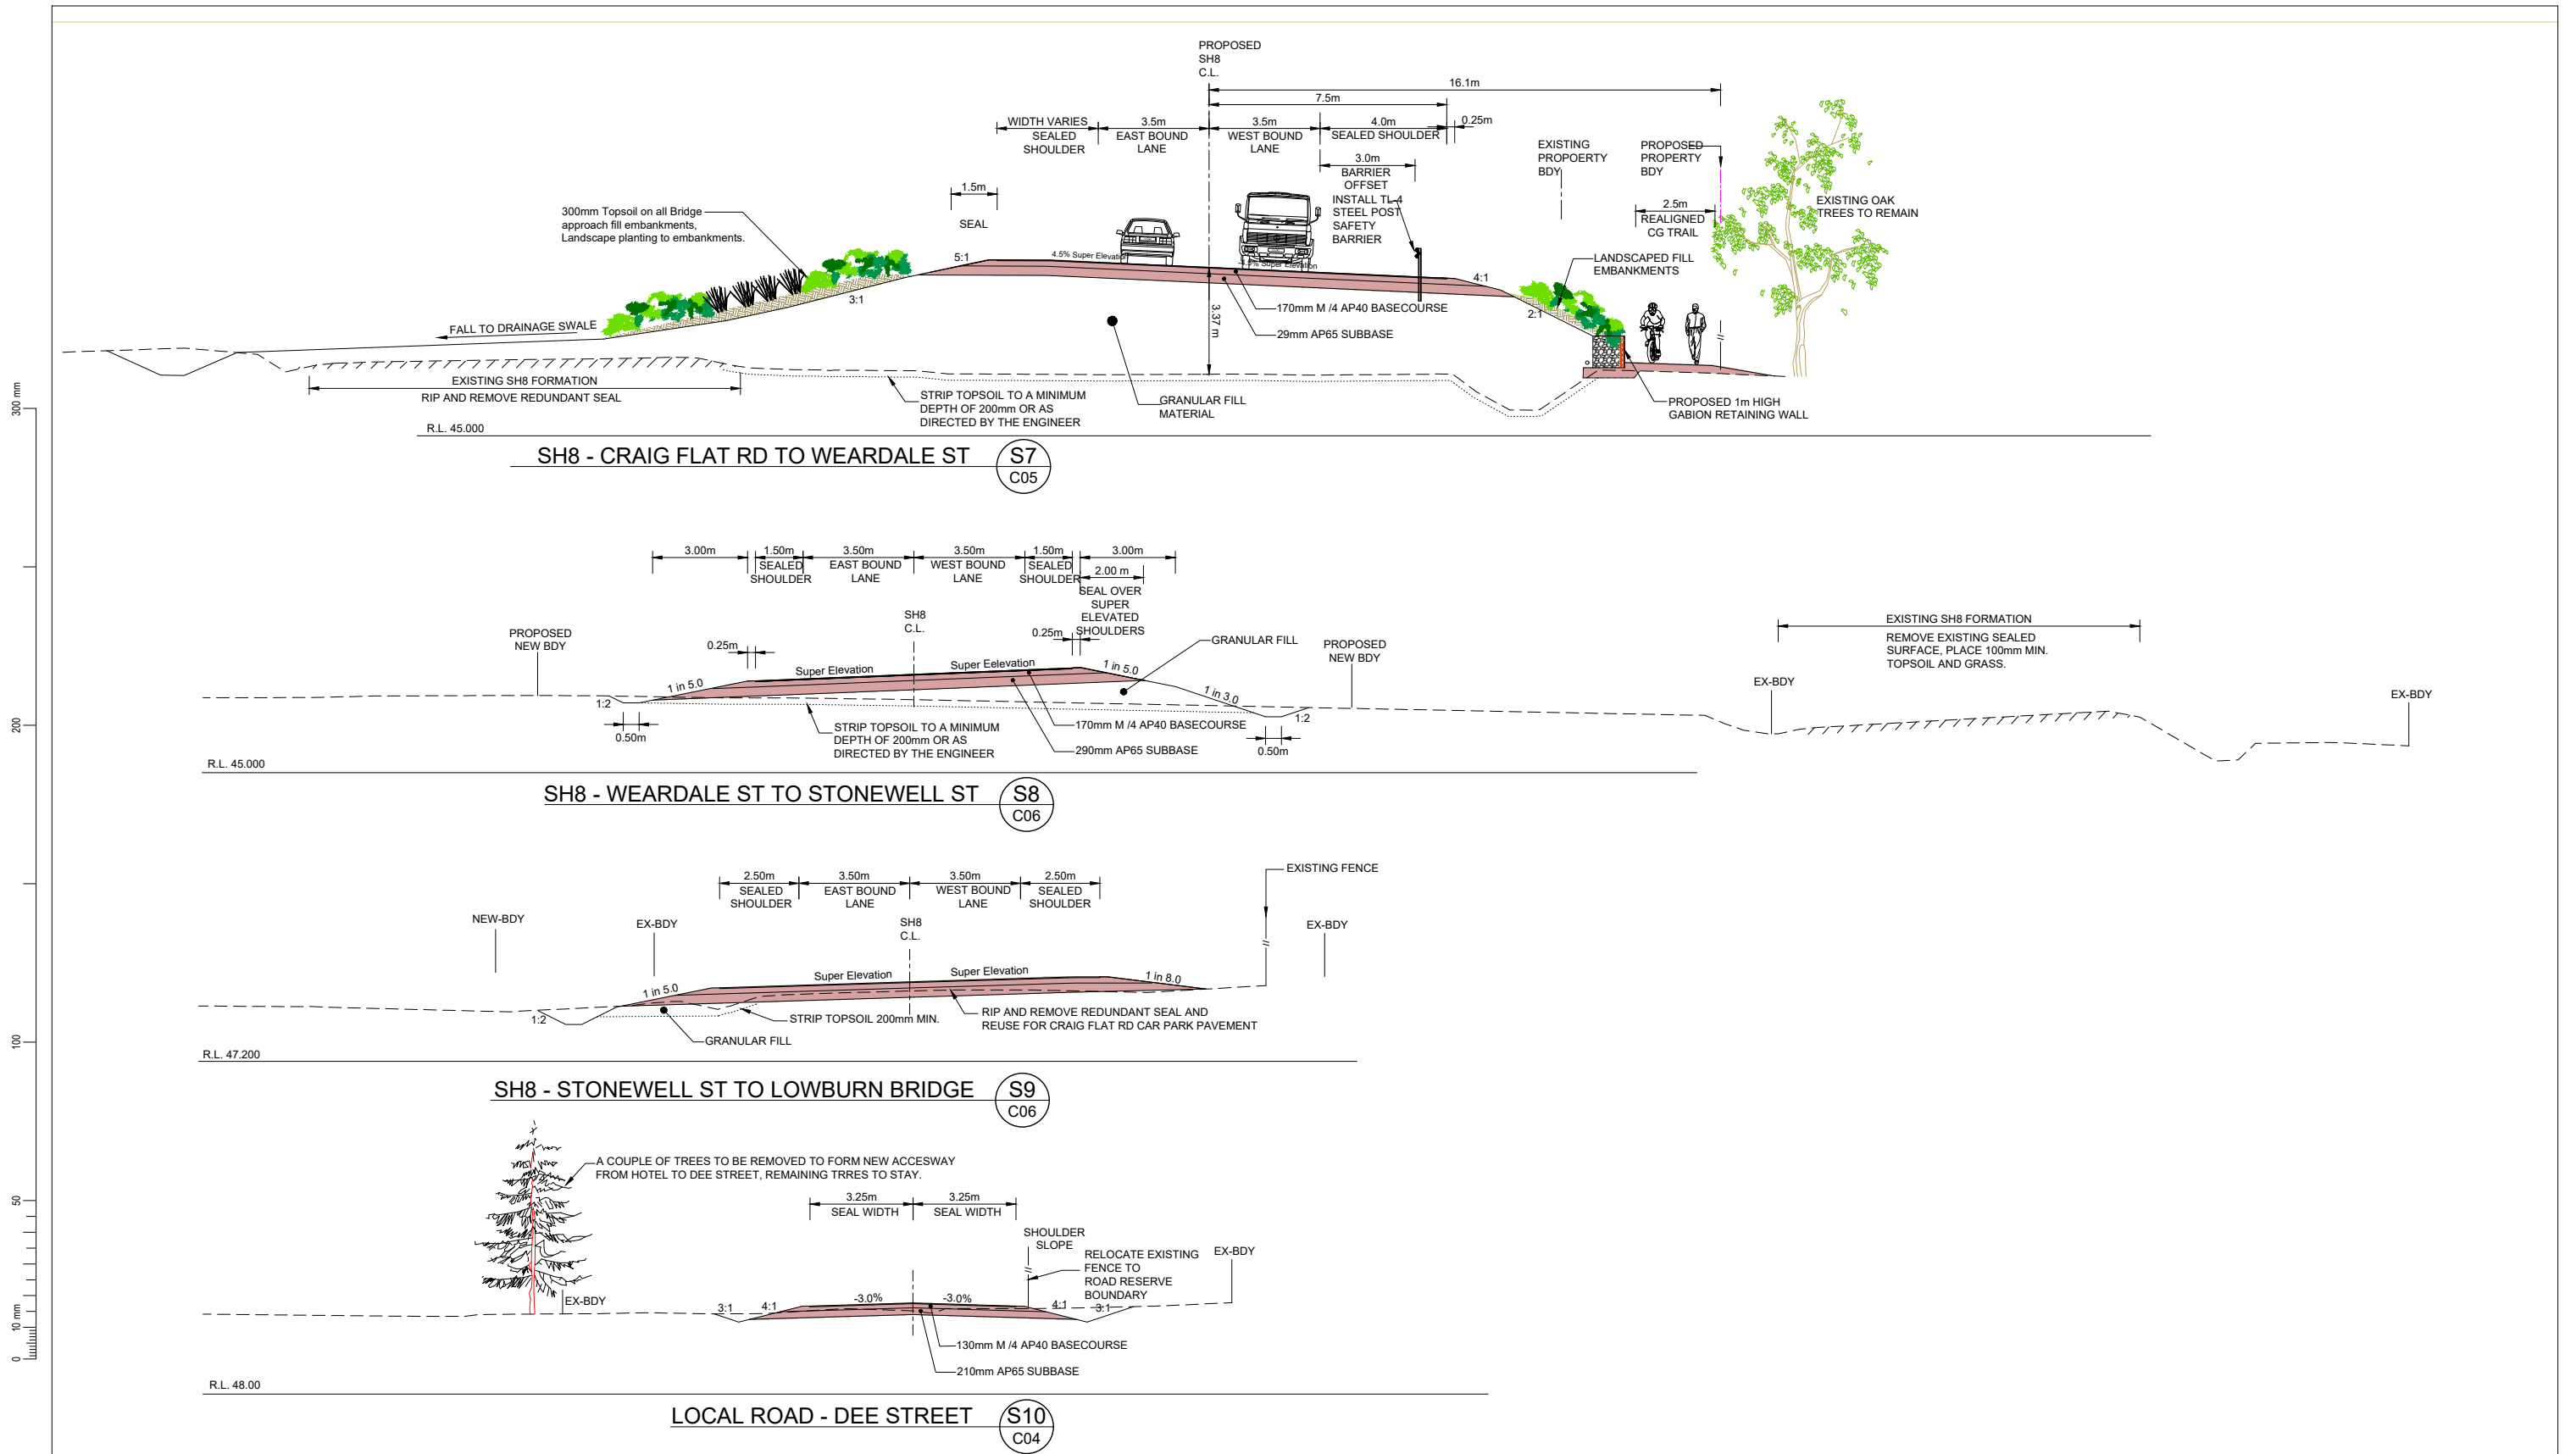 PROPOSED
SH8
C.L.
16.1m
7.5m
WIDTH VARIES
SEALED
SHOULDER
3.5m
EAST BOUND
LANE
3.5m
WEST BOUND
LANE
4.0m
SEALED SHOULDER
0.25m
3.0m
BARRIER
OFFSET
INSTALL TL-4
STEEL POST
SAFETY
BARRIER
EXISTING
PROPOERTY
BDY
PROPOSED
PROPERTY
BDY
2.5m
REALIGNED
CG TRAIL
EXISTING OAK
TREES TO REMAIN
1.5m
SEAL
300mm Topsoil on all Bridge
approach fill embankments,
Landscape planting to embankments.
5:1
4.5% Super Elevation
-4.5% Super Elevation
4:1
LANDSCAPED FILL
EMBANKMENTS
3:1
2:1
3.37 m
170mm M /4 AP40 BASECOURSE
29mm AP65 SUBBASE
FALL TO DRAINAGE SWALE
EXISTING SH8 FORMATION
RIP AND REMOVE REDUNDANT SEAL
STRIP TOPSOIL TO A MINIMUM
DEPTH OF 200mm OR AS
DIRECTED BY THE ENGINEER
GRANULAR FILL
MATERIAL
PROPOSED 1m HIGH
GABION RETAINING WALL
R.L. 45.000
SH8 - CRAIG FLAT RD TO WEARDALE ST
S7
C05
300 mm
3.00m
1.50m
SEALED
SHOULDER
3.50m
EAST BOUND
LANE
3.50m
WEST BOUND
LANE
1.50m
SEALED
SHOULDER
3.00m
2.00 m
SEAL OVER
SUPER
ELEVATED
SHOULDERS
PROPOSED
NEW BDY
0.25m
SH8
C.L.
0.25m
GRANULAR FILL
PROPOSED
NEW BDY
EXISTING SH8 FORMATION
REMOVE EXISTING SEALED
SURFACE, PLACE 100mm MIN.
TOPSOIL AND GRASS.
EX-BDY
EX-BDY
1 in 5.0
Super Elevation
Super Eelevation
1 in 5.0
1 in 3.0
1:2
1:2
0.50m
0.50m
STRIP TOPSOIL TO A MINIMUM
DEPTH OF 200mm OR AS
DIRECTED BY THE ENGINEER
170mm M /4 AP40 BASECOURSE
290mm AP65 SUBBASE
R.L. 45.000
SH8 - WEARDALE ST TO STONEWELL ST
S8
C06
200
2.50m
SEALED
SHOULDER
3.50m
EAST BOUND
LANE
3.50m
WEST BOUND
LANE
2.50m
SEALED
SHOULDER
EXISTING FENCE
NEW-BDY
EX-BDY
SH8
C.L.
EX-BDY
1 in 5.0
Super Elevation
Super Elevation
1 in 8.0
1:2
STRIP TOPSOIL 200mm MIN.
GRANULAR FILL
RIP AND REMOVE REDUNDANT SEAL AND
REUSE FOR CRAIG FLAT RD CAR PARK PAVEMENT
R.L. 47.200
SH8 - STONEWELL ST TO LOWBURN BRIDGE
S9
C06
100
A COUPLE OF TREES TO BE REMOVED TO FORM NEW ACCESWAY
FROM HOTEL TO DEE STREET, REMAINING TRRES TO STAY.
3.25m
SEAL WIDTH
3.25m
SEAL WIDTH
SHOULDER
SLOPE
RELOCATE EXISTING
FENCE TO
ROAD RESERVE
BOUNDARY
EX-BDY
EX-BDY
3:1
4:1
-3.0%
-3.0%
4:1
3:1
130mm M /4 AP40 BASECOURSE
210mm AP65 SUBBASE
R.L. 48.00
LOCAL ROAD - DEE STREET
S10
C04
50
10 mm
0